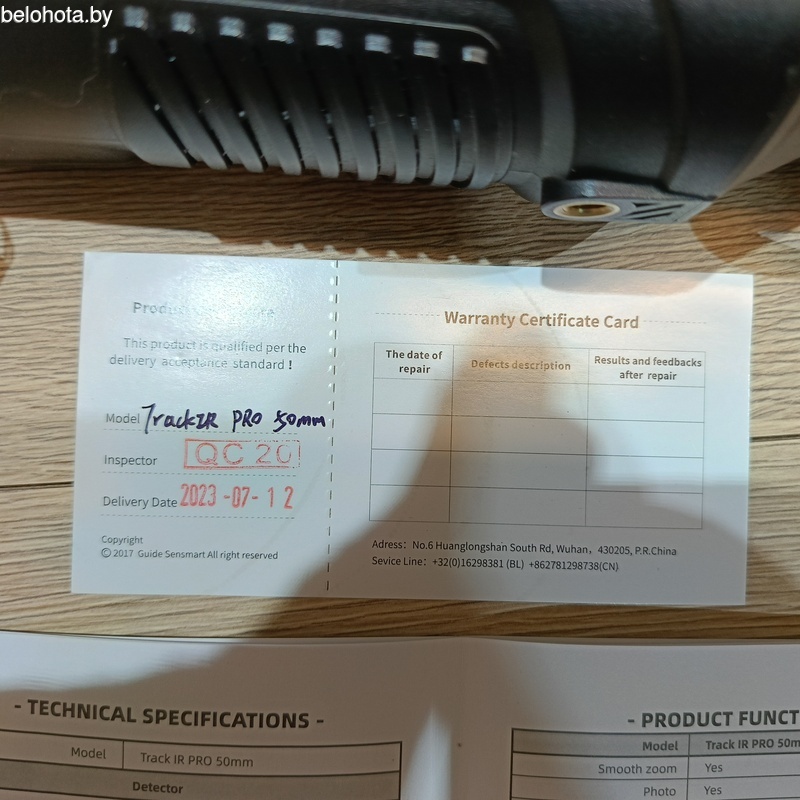 belohota.by
This product is qualified per the
delivery acceptance standard !
Model TrackIR PRO 50mm
Inspector QC 20
Delivery Date 2023-07-12
Copyright
© 2017 Guide Sensmart All right reserved
Warranty Certificate Card
The date of repair
Defects description
Results and feedbacks after repair
Adress: No.6 Huanglongshan South Rd, Wuhan, 430205, P.R.China
Sevice Line: +32(0)16298381 (BL) +862781298738(CN)
- TECHNICAL SPECIFICATIONS -
Model Track IR PRO 50mm
Detector
- PRODUCT FUNCT
Model Track IR PRO 50m
Smooth zoom Yes
Photo Yes